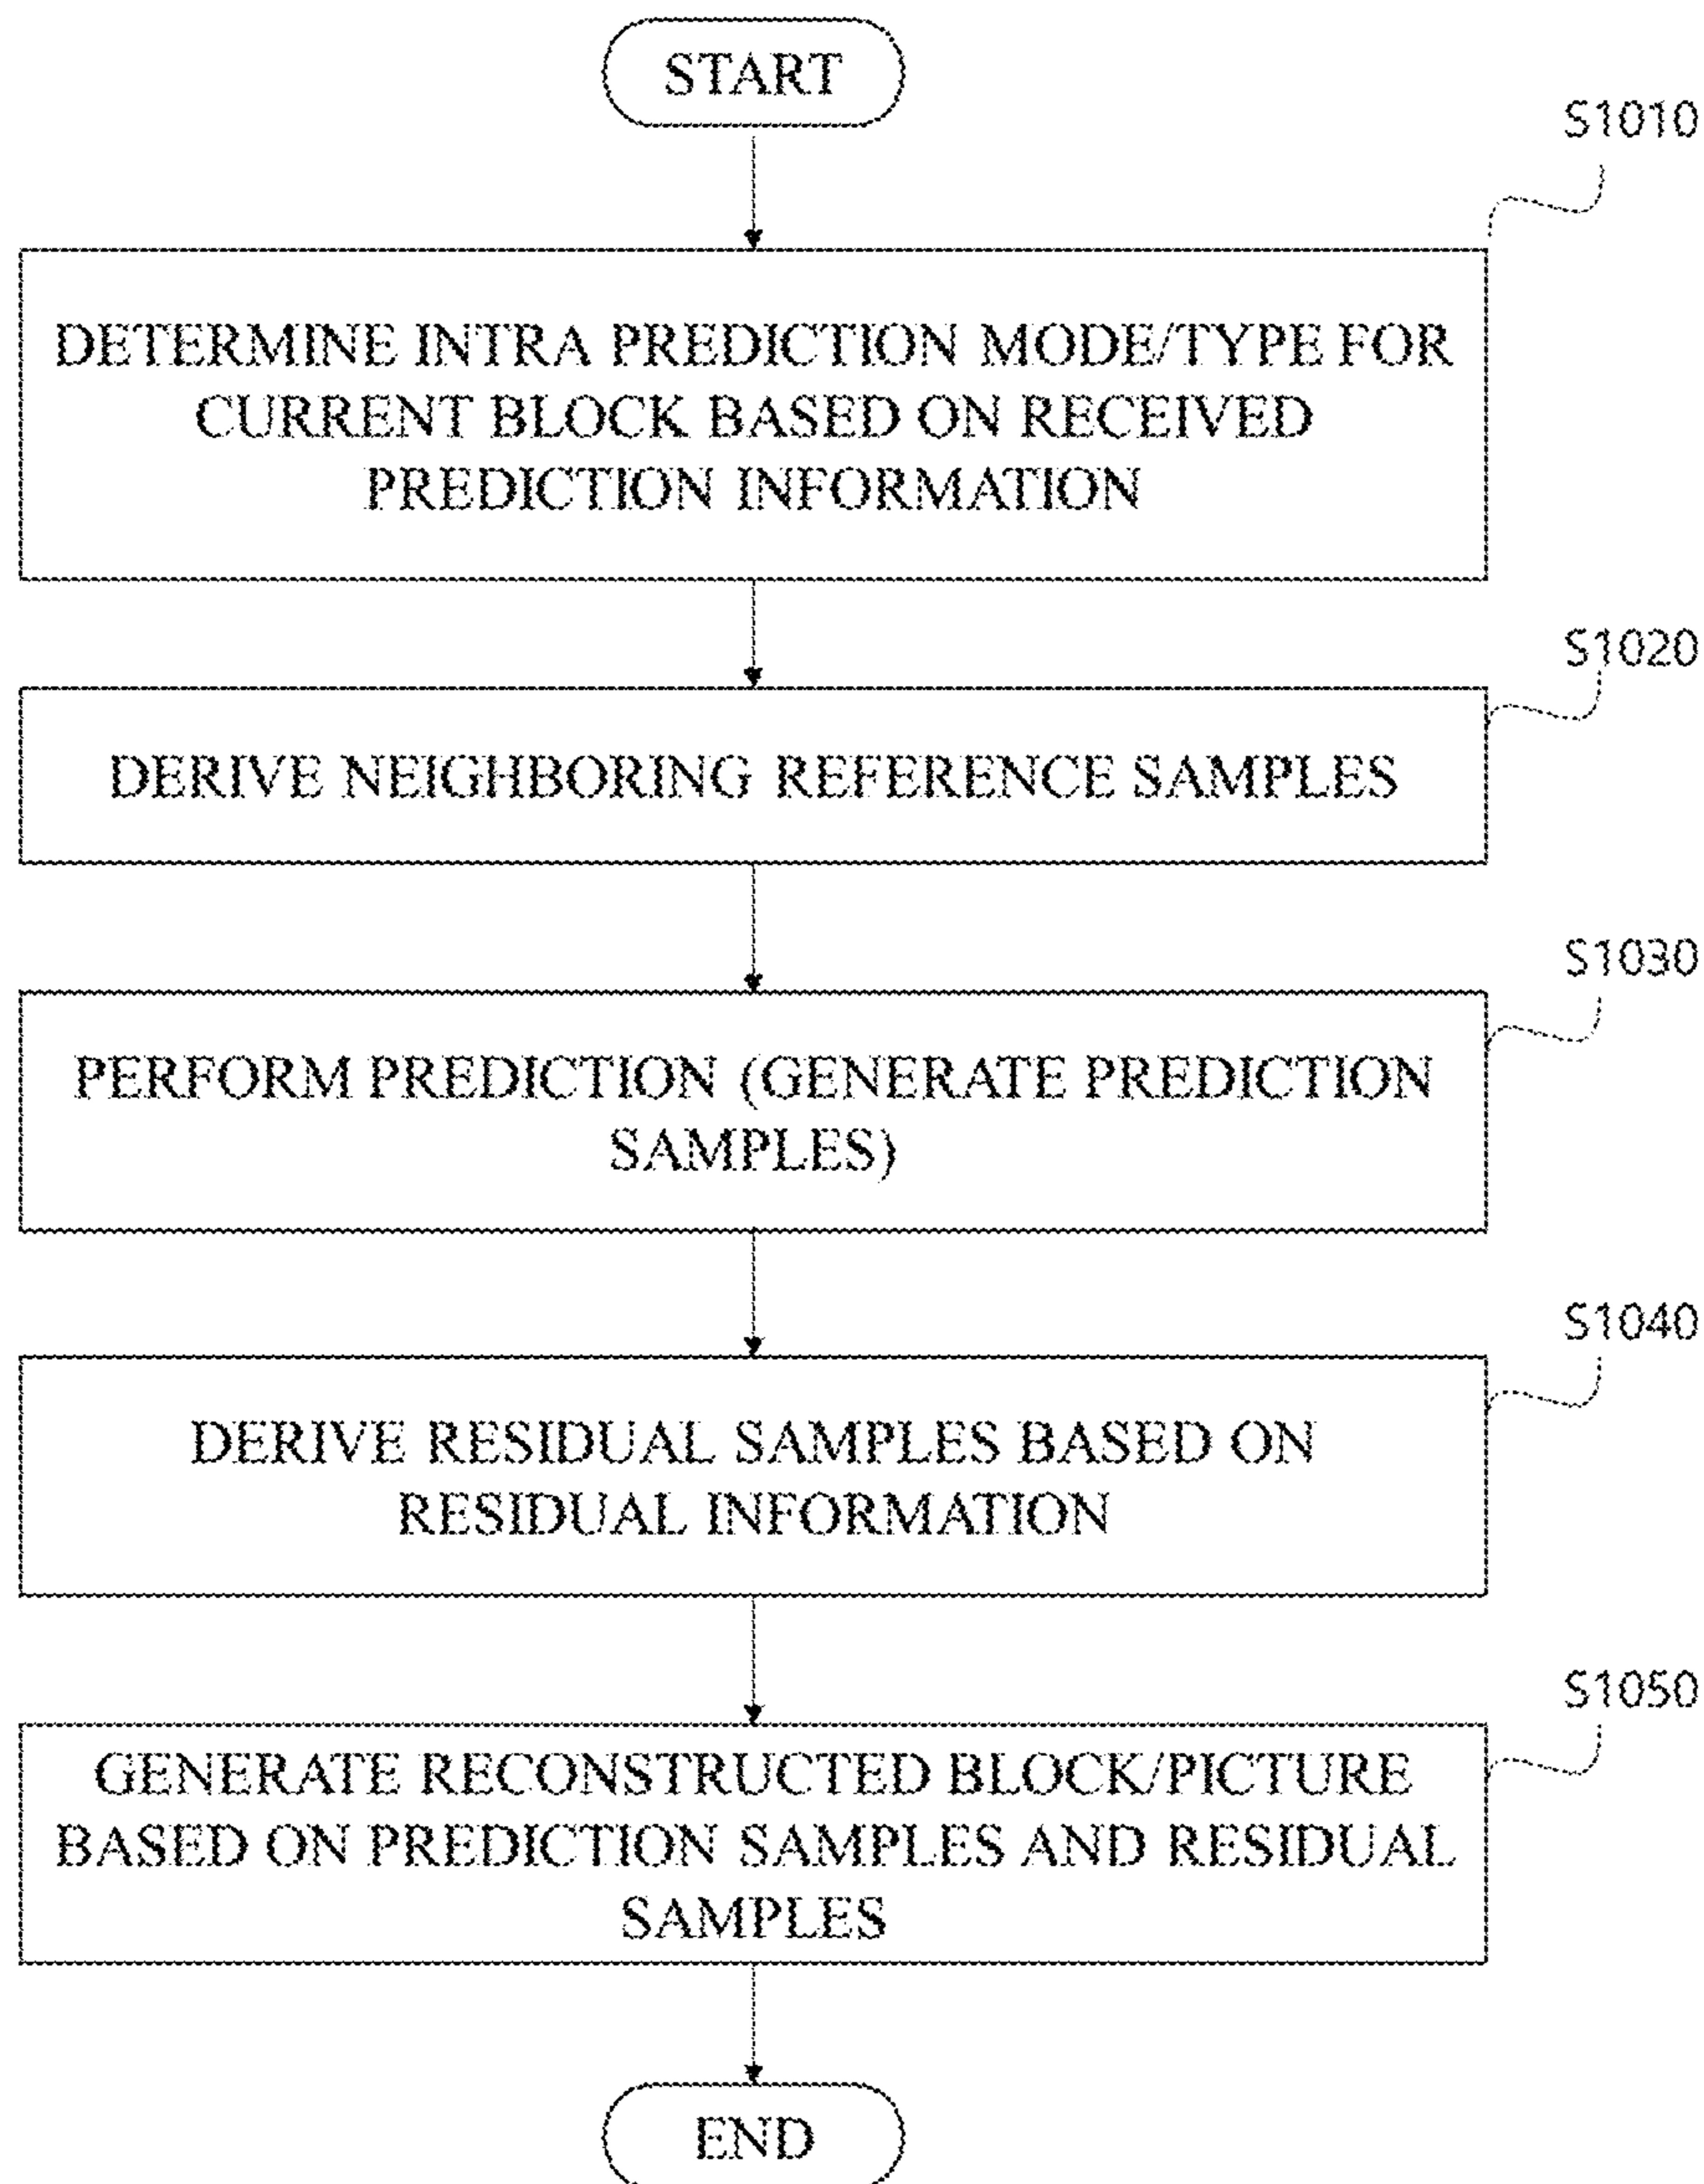 START
S1010
DETERMINE INTRA PREDICTION MODE/TYPE FOR
CURRENT BLOCK BASED ON RECEIVED
PREDICTION INFORMATION
S1020
DERIVE NEIGHBORING REFERENCE SAMPLES
S1030
PERFORM PREDICTION (GENERATE PREDICTION
SAMPLES)
S1040
DERIVE RESIDUAL SAMPLES BASED ON
RESIDUAL INFORMATION
S1050
GENERATE RECONSTRUCTED BLOCK/PICTURE
BASED ON PREDICTION SAMPLES AND RESIDUAL
SAMPLES
END